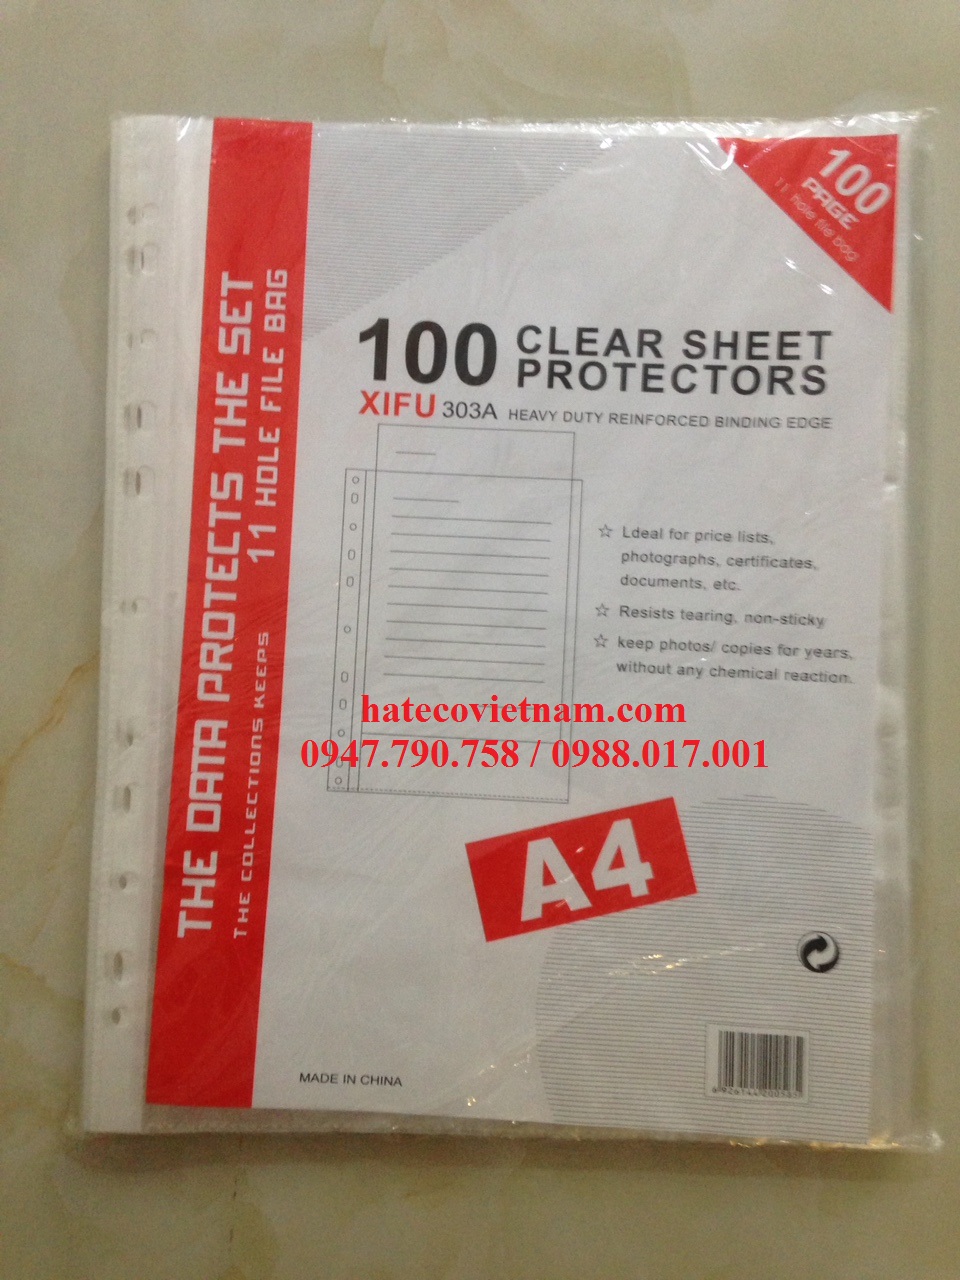 100
PAGE
11 hole file bag
THE DATA PROTECTS THE SET
THE COLLECTIONS KEEPS 11 HOLE FILE BAG
100 CLEAR SHEET
PROTECTORS
XIFU 303A HEAVY DUTY REINFORCED BINDING EDGE
☆ Ldeal for price lists,
photographs, certificates,
documents, etc.
☆ Resists tearing, non-sticky
☆ keep photos/ copies for years,
without any chemical reaction.
hatecovietnam.com
0947.790.758 / 0988.017.001
A4
MADE IN CHINA